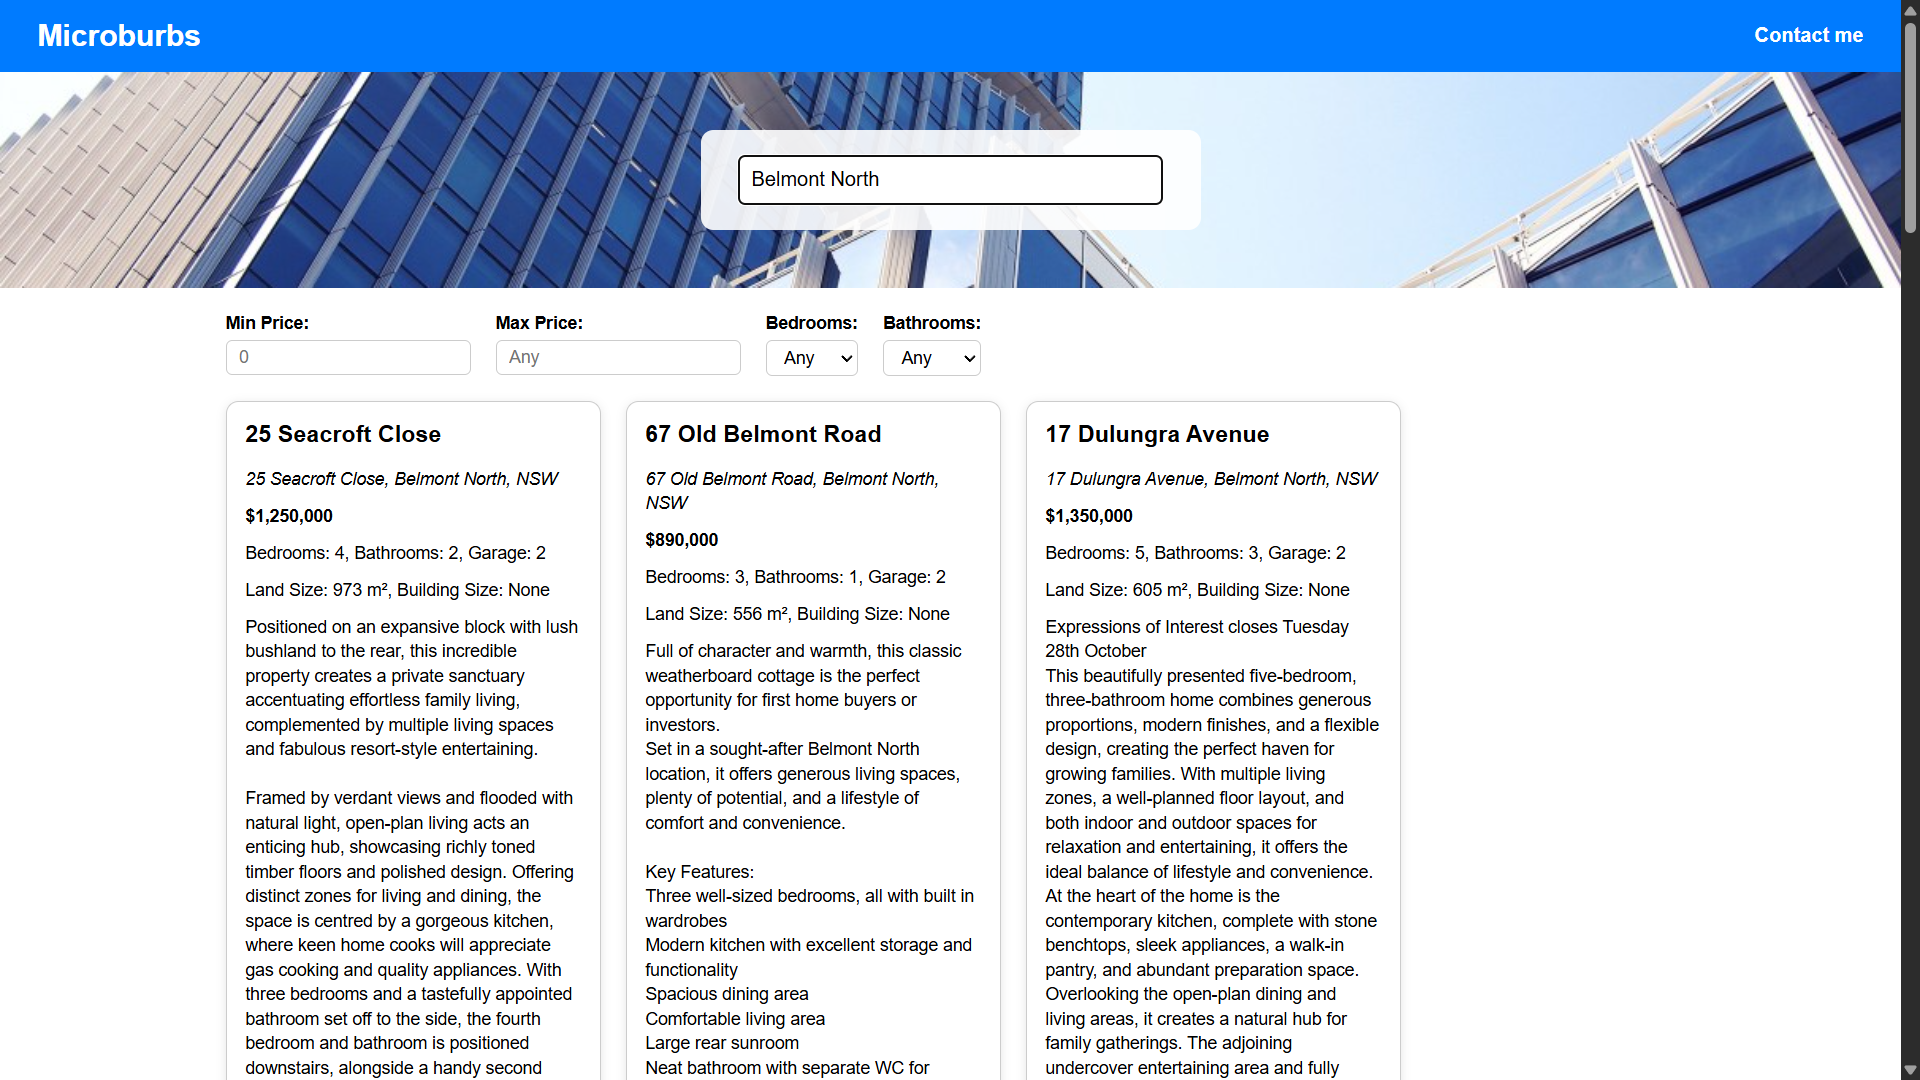 Microburbs
Contact me
Belmont North
Min Price:
Max Price:
Bedrooms:
Bathrooms:
0
Any
Any
Any
25 Seacroft Close
25 Seacroft Close, Belmont North, NSW
$1,250,000
Bedrooms: 4, Bathrooms: 2, Garage: 2
Land Size: 973 m², Building Size: None
Positioned on an expansive block with lush
bushland to the rear, this incredible
property creates a private sanctuary
accentuating effortless family living,
complemented by multiple living spaces
and fabulous resort-style entertaining.
Framed by verdant views and flooded with
natural light, open-plan living acts an
enticing hub, showcasing richly toned
timber floors and polished design. Offering
distinct zones for living and dining, the
space is centred by a gorgeous kitchen,
where keen home cooks will appreciate
gas cooking and quality appliances. With
three bedrooms and a tastefully appointed
bathroom set off to the side, the fourth
bedroom and bathroom is positioned
downstairs, alongside a handy second
67 Old Belmont Road
67 Old Belmont Road, Belmont North,
NSW
$890,000
Bedrooms: 3, Bathrooms: 1, Garage: 2
Land Size: 556 m², Building Size: None
Full of character and warmth, this classic
weatherboard cottage is the perfect
opportunity for first home buyers or
investors.
Set in a sought-after Belmont North
location, it offers generous living spaces,
plenty of potential, and a lifestyle of
comfort and convenience.
Key Features:
Three well-sized bedrooms, all with built in
wardrobes
Modern kitchen with excellent storage and
functionality
Spacious dining area
Comfortable living area
Large rear sunroom
Neat bathroom with separate WC for
17 Dulungra Avenue
17 Dulungra Avenue, Belmont North, NSW
$1,350,000
Bedrooms: 5, Bathrooms: 3, Garage: 2
Land Size: 605 m², Building Size: None
Expressions of Interest closes Tuesday
28th October
This beautifully presented five-bedroom,
three-bathroom home combines generous
proportions, modern finishes, and a flexible
design, creating the perfect haven for
growing families. With multiple living
zones, a well-planned floor layout, and
both indoor and outdoor spaces for
relaxation and entertaining, it offers the
ideal balance of lifestyle and convenience.
At the heart of the home is the
contemporary kitchen, complete with stone
benchtops, sleek appliances, a walk-in
pantry, and abundant preparation space.
Overlooking the open-plan dining and
living areas, it creates a natural hub for
family gatherings. The adjoining
undercover entertaining area and fully